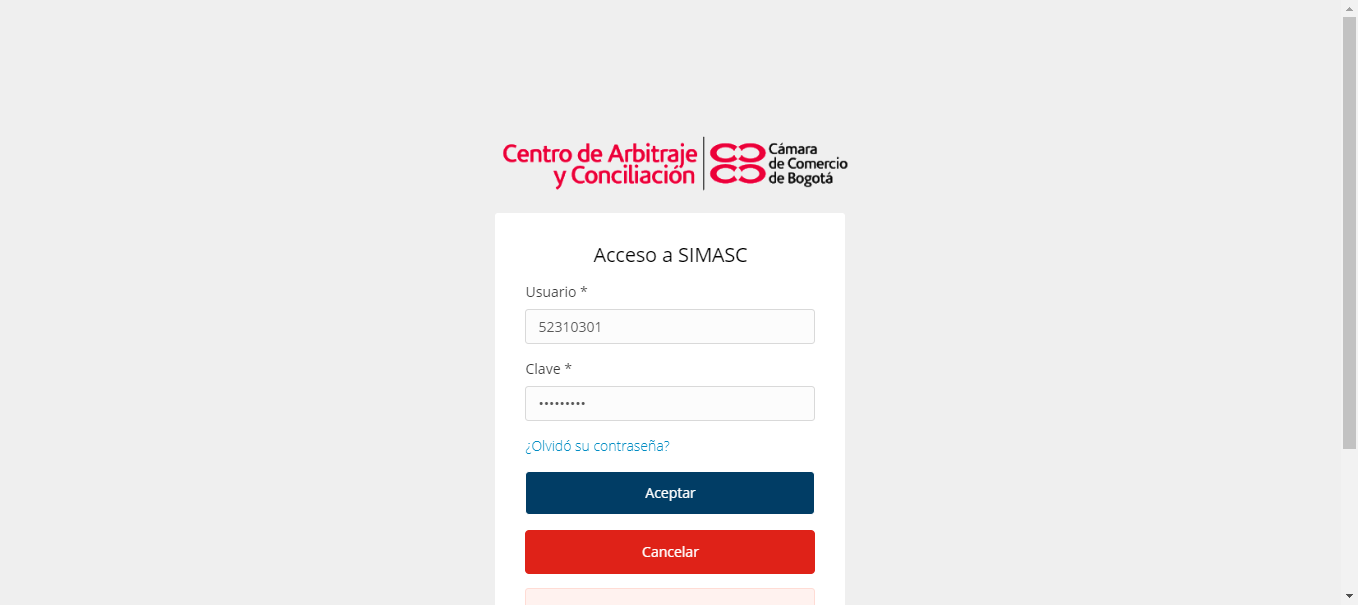 Centro de Arbitraje
y Conciliación
Cámara
de Comercio
de Bogotá
Acceso a SIMASC
Usuario *
52310301
Clave *
•••••••••
¿Olvidó su contraseña?
Aceptar
Cancelar